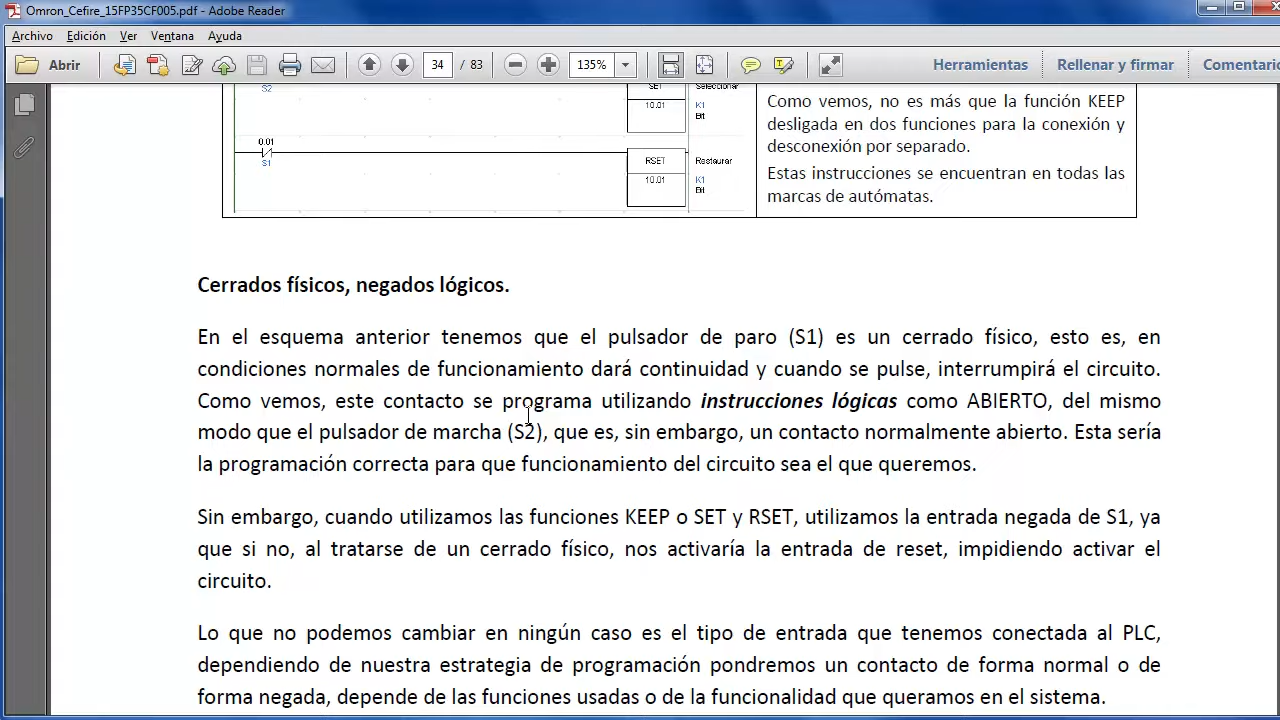 Omron_Cefire_15FP35CF005.pdf - Adobe Reader
Archivo Edición Ver Ventana Ayuda
Abrir 34 / 83 135% Herramientas Rellenar y firmar Comentario
S2
SET
Seleccionar
10.01
K1
Bit
0.01
S1
RSET
Restaurar
10.01
K1
Bit
Como vemos, no es más que la función KEEP
desligada en dos funciones para la conexión y
desconexión por separado.
Estas instrucciones se encuentran en todas las
marcas de autómatas.
Cerrados físicos, negados lógicos.
En el esquema anterior tenemos que el pulsador de paro (S1) es un cerrado físico, esto es, en
condiciones normales de funcionamiento dará continuidad y cuando se pulse, interrumpirá el circuito.
Como vemos, este contacto se programa utilizando instrucciones lógicas como ABIERTO, del mismo
modo que el pulsador de marcha (S2), que es, sin embargo, un contacto normalmente abierto. Esta sería
la programación correcta para que funcionamiento del circuito sea el que queremos.
Sin embargo, cuando utilizamos las funciones KEEP o SET y RSET, utilizamos la entrada negada de S1, ya
que si no, al tratarse de un cerrado físico, nos activaría la entrada de reset, impidiendo activar el
circuito.
Lo que no podemos cambiar en ningún caso es el tipo de entrada que tenemos conectada al PLC,
dependiendo de nuestra estrategia de programación pondremos un contacto de forma normal o de
forma negada, depende de las funciones usadas o de la funcionalidad que queramos en el sistema.